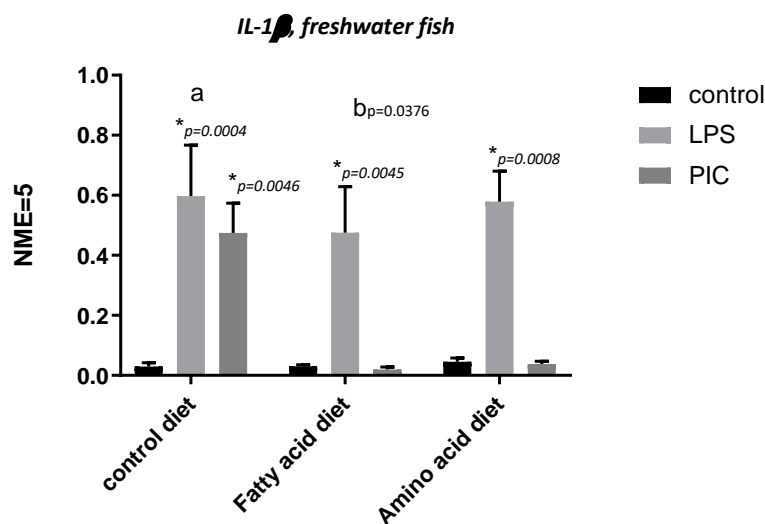 IL-1β, freshwater fish
1.0
0.8
0.6
0.4
0.2
0.0
NME=5
a
*p=0.0004
*p=0.0046
bp=0.0376
*p=0.0045
*p=0.0008
control
LPS
PIC
control diet
Fatty acid diet
Amino acid diet